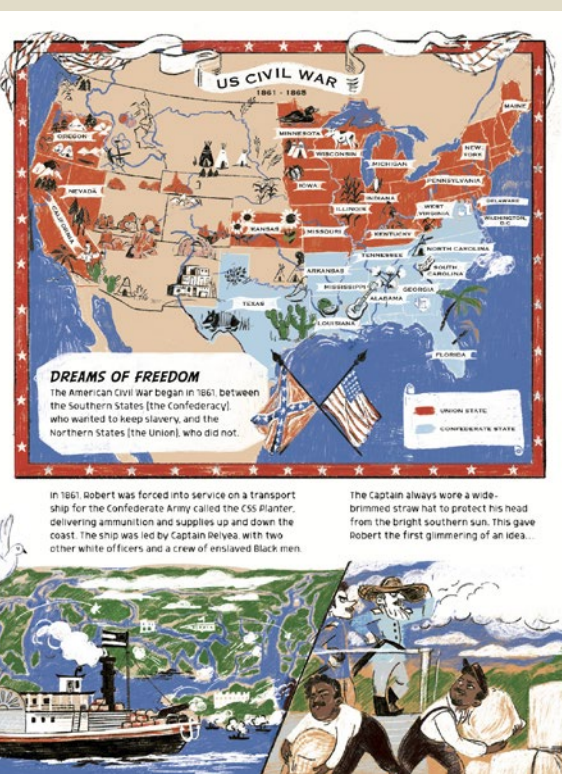 US CIVIL WAR
1861 - 1865
MAINE
OREGON
MINNESOTA
WISCONSIN
NEW
YORK
MICHIGAN
NEVADA
IOWA
PENNSYLVANIA
ILLINOIS
INDIANA
DELAWARE
CALIFORNIA
WEST
VIRGINIA
WASHINGTON,
D.C
KANSAS
MISSOURI
KENTUCKY
TENNESSEE
NORTH CAROLINA
ARKANSAS
SOUTH
CAROLINA
MISSISSIPPI
GEORGIA
ALABAMA
TEXAS
LOUISIANA
FLORIDA
DREAMS OF FREEDOM
The American Civil War began in 1861, between
the Southern States (the Confederacy),
who wanted to keep slavery, and the
Northern States (the Union), who did not.
UNION STATE
CONFEDERATE STATE
In 1861, Robert was forced into service on a transport
ship for the Confederate Army called the CSS Planter,
delivering ammunition and supplies up and down the
coast. The ship was led by Captain Relyea, with two
other white officers and a crew of enslaved Black men.
The Captain always wore a wide-
brimmed straw hat to protect his head
from the bright southern sun. This gave
Robert the first glimmering of an idea...